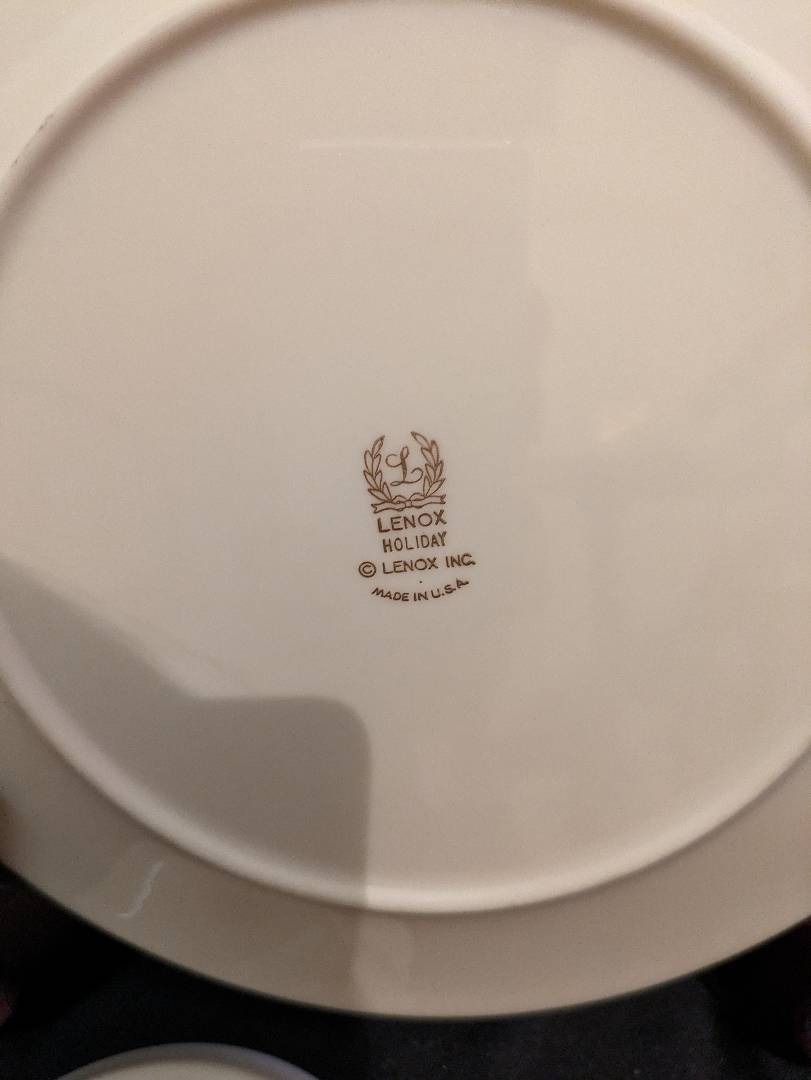 L
LENOX
HOLIDAY
© LENOX INC.
MADE IN U.S.A.